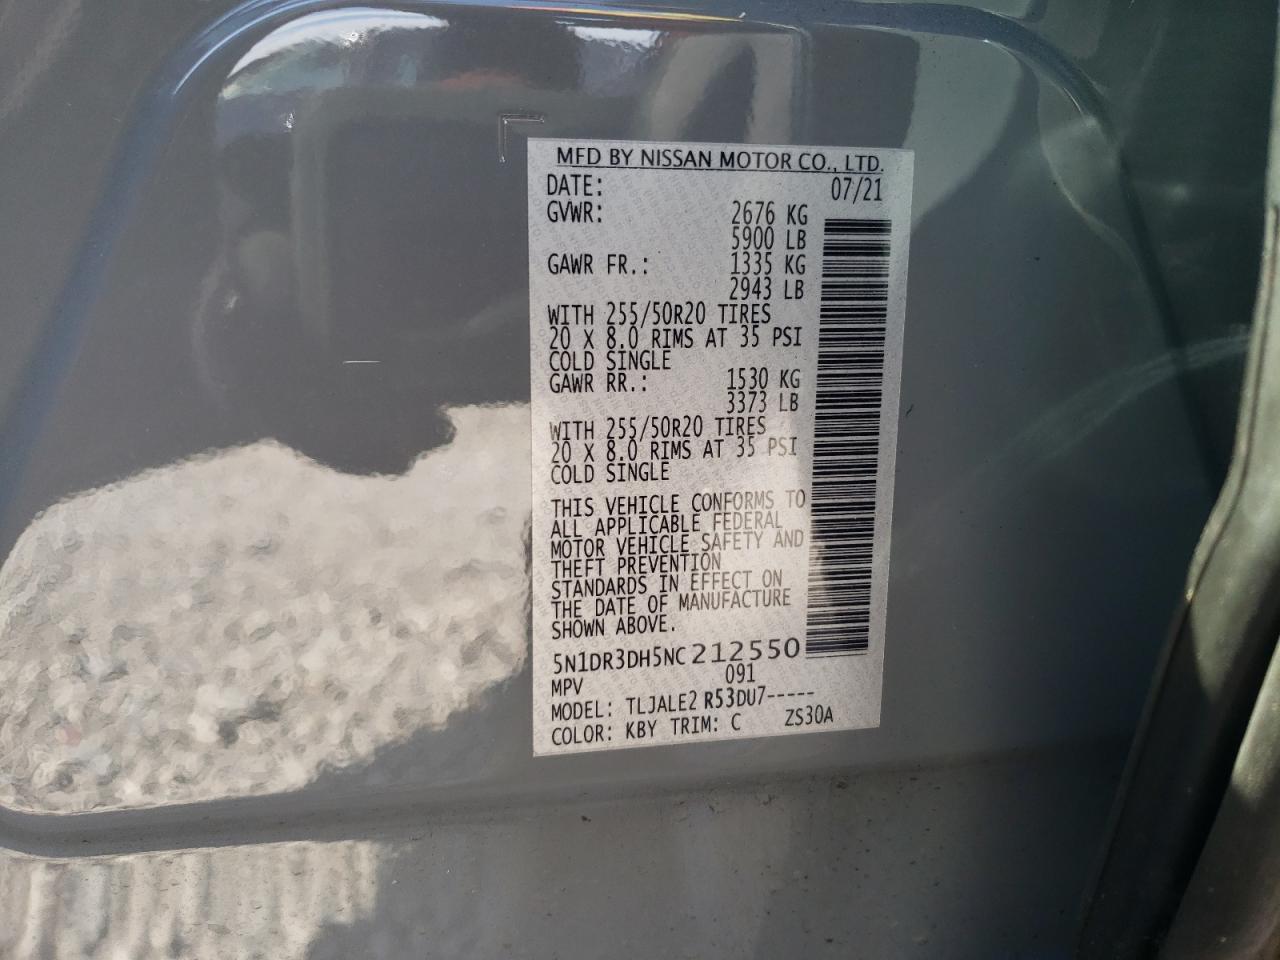 MFD BY NISSAN MOTOR CO., LTD.
DATE: 07/21
GVWR: 2676 KG
5900 LB
GAWR FR.: 1335 KG
2943 LB
WITH 255/50R20 TIRES
20 X 8.0 RIMS AT 35 PSI
COLD SINGLE
GAWR RR.: 1530 KG
3373 LB
WITH 255/50R20 TIRES
20 X 8.0 RIMS AT 35 PSI
COLD SINGLE
THIS VEHICLE CONFORMS TO
ALL APPLICABLE FEDERAL
MOTOR VEHICLE SAFETY AND
THEFT PREVENTION
STANDARDS IN EFFECT ON
THE DATE OF MANUFACTURE
SHOWN ABOVE.
5N1DR3DH5NC212550
MPV 091
MODEL: TLJALE2 R53DU7-----
COLOR: KBY TRIM: C ZS30A